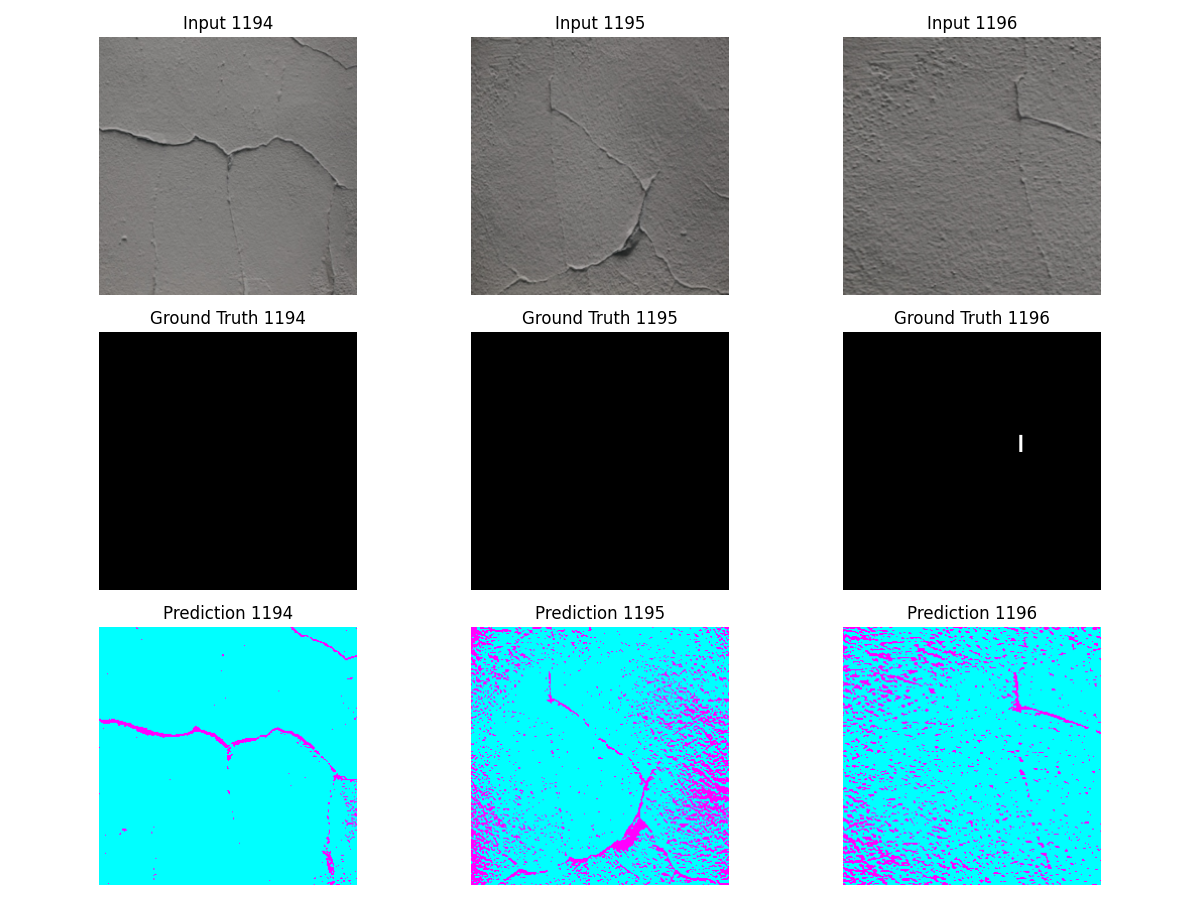 Input 1194
Input 1195
Input 1196
Ground Truth 1194
Ground Truth 1195
Ground Truth 1196
Prediction 1194
Prediction 1195
Prediction 1196